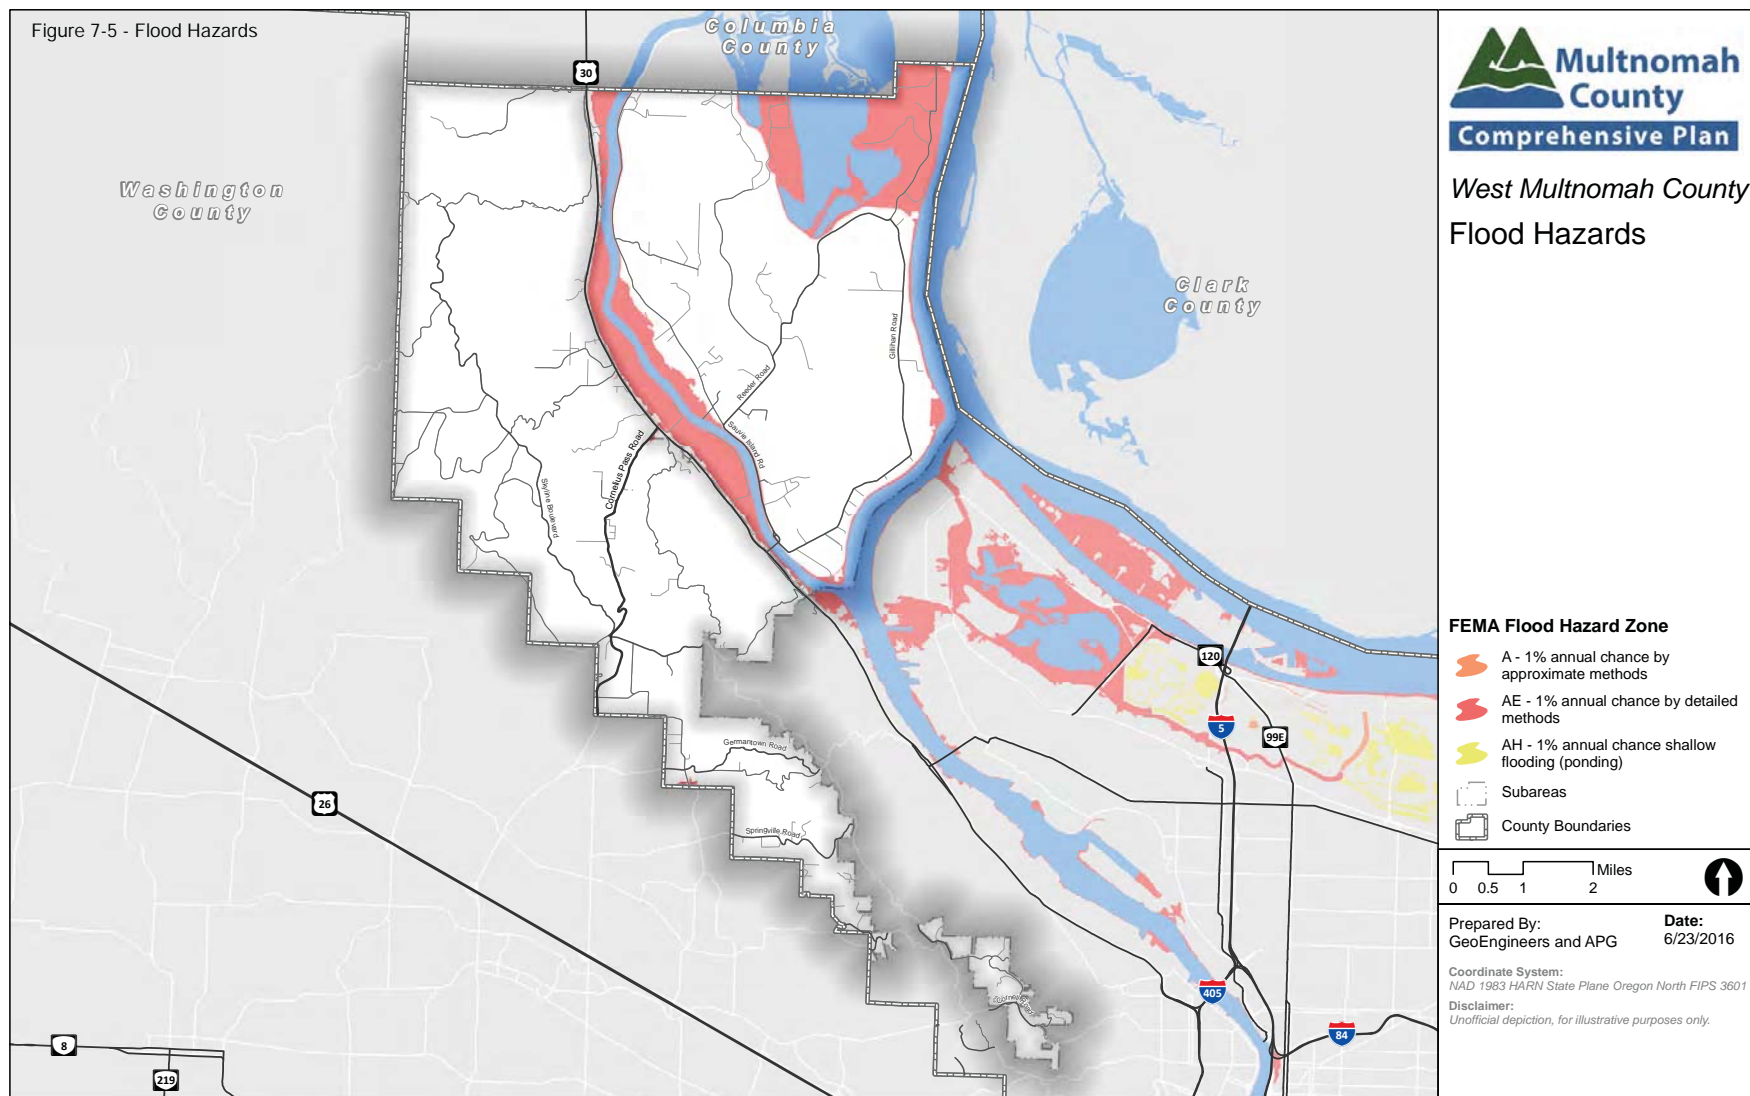 Figure 7-5 - Flood Hazards
Columbia
County
30
Washington
County
Clark
County
Gillihan Road
Reeder Road
Sauvie Island Rd
Cornelius Pass Road
Skyline Boulevard
120
5
99E
Germantown Road
26
Springville Road
405
84
8
219
Multnomah
County
Comprehensive Plan
West Multnomah County
Flood Hazards
FEMA Flood Hazard Zone
A - 1% annual chance by
approximate methods
AE - 1% annual chance by detailed
methods
AH - 1% annual chance shallow
flooding (ponding)
Subareas
County Boundaries
Miles
0 0.5 1 2
Prepared By:
GeoEngineers and APG
Date:
6/23/2016
Coordinate System:
NAD 1983 HARN State Plane Oregon North FIPS 3601
Disclaimer:
Unofficial depiction, for illustrative purposes only.